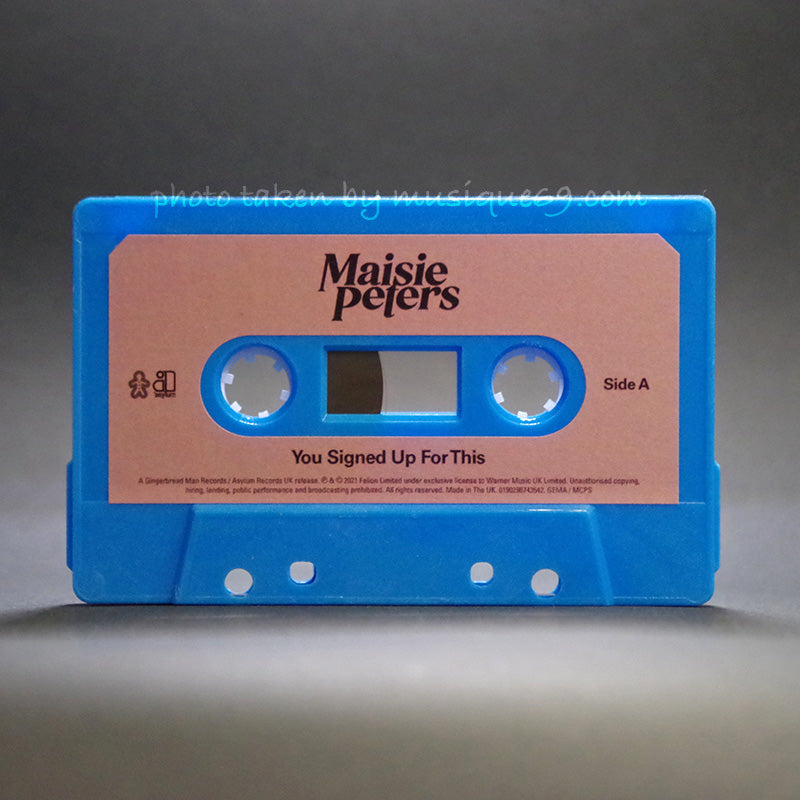 photo taken by musique69.com
Maisie
peters
asylum
Side A
You Signed Up For This
A Gingerbread Man Records / Asylum Records UK release. ℗ & © 2021 Felion Limited under exclusive license to Warner Music UK Limited. Unauthorised copying,
hiring, lending, public performance and broadcasting prohibited. All rights reserved. Made in The UK. 0190296743542. GEMA / MCPS